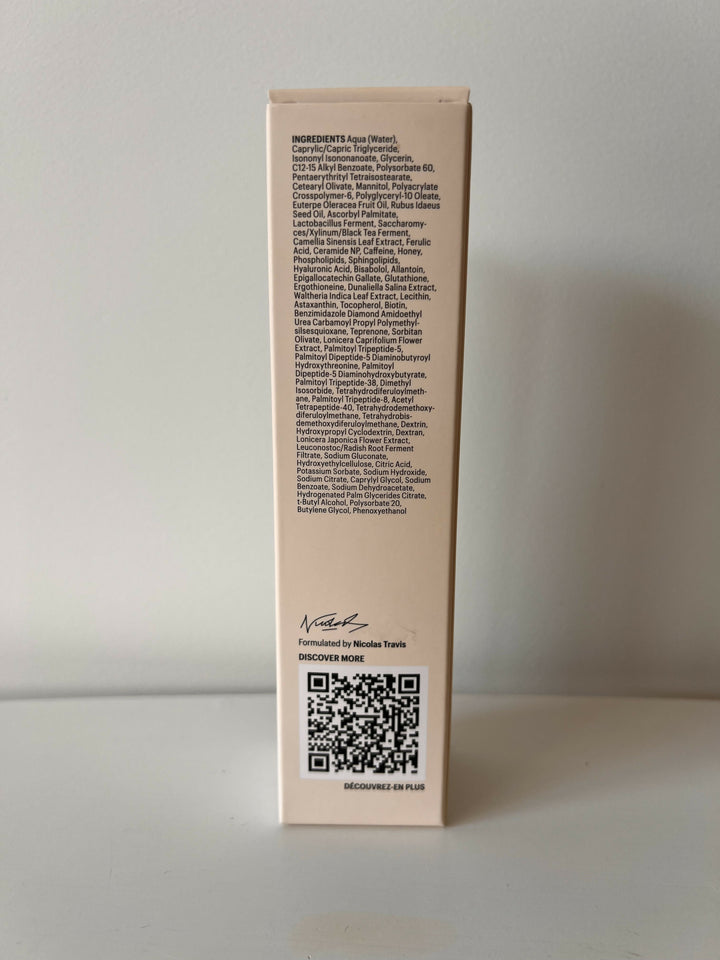 INGREDIENTS Aqua (Water),
Caprylic/Capric Triglyceride,
Isononyl Isononanoate, Glycerin,
C12-15 Alkyl Benzoate, Polysorbate 60,
Pentaerythrityl Tetraisostearate,
Cetearyl Olivate, Mannitol, Polyacrylate
Crosspolymer-6, Polyglyceryl-10 Oleate,
Euterpe Oleracea Fruit Oil, Rubus Idaeus
Seed Oil, Ascorbyl Palmitate,
Lactobacillus Ferment, Saccharomy-
ces/Xylinum/Black Tea Ferment,
Camellia Sinensis Leaf Extract, Ferulic
Acid, Ceramide NP, Caffeine, Honey,
Phospholipids, Sphingolipids,
Hyaluronic Acid, Bisabolol, Allantoin,
Epigallocatechin Gallate, Glutathione,
Ergothioneine, Dunaliella Salina Extract,
Waltheria Indica Leaf Extract, Lecithin,
Astaxanthin, Tocopherol, Biotin,
Benzimidazole Diamond Amidoethyl
Urea Carbamoyl Propyl Polymethyl-
silsesquioxane, Teprenone, Sorbitan
Olivate, Lonicera Caprifolium Flower
Extract, Palmitoyl Tripeptide-5,
Palmitoyl Dipeptide-5 Diaminobutyroyl
Hydroxythreonine, Palmitoyl
Dipeptide-5 Diaminohydroxybutyrate,
Palmitoyl Tripeptide-38, Dimethyl
Isosorbide, Tetrahydrodiferuloylmeth-
ane, Palmitoyl Tripeptide-8, Acetyl
Tetrapeptide-40, Tetrahydrodemethoxy-
diferuloylmethane, Tetrahydrobis-
demethoxydiferuloylmethane, Dextrin,
Hydroxypropyl Cyclodextrin, Dextran,
Lonicera Japonica Flower Extract,
Leuconostoc/Radish Root Ferment
Filtrate, Sodium Gluconate,
Hydroxyethylcellulose, Citric Acid,
Potassium Sorbate, Sodium Hydroxide,
Sodium Citrate, Caprylyl Glycol, Sodium
Benzoate, Sodium Dehydroacetate,
Hydrogenated Palm Glycerides Citrate,
t-Butyl Alcohol, Polysorbate 20,
Butylene Glycol, Phenoxyethanol
Formulated by Nicolas Travis
DISCOVER MORE
DÉCOUVREZ-EN PLUS